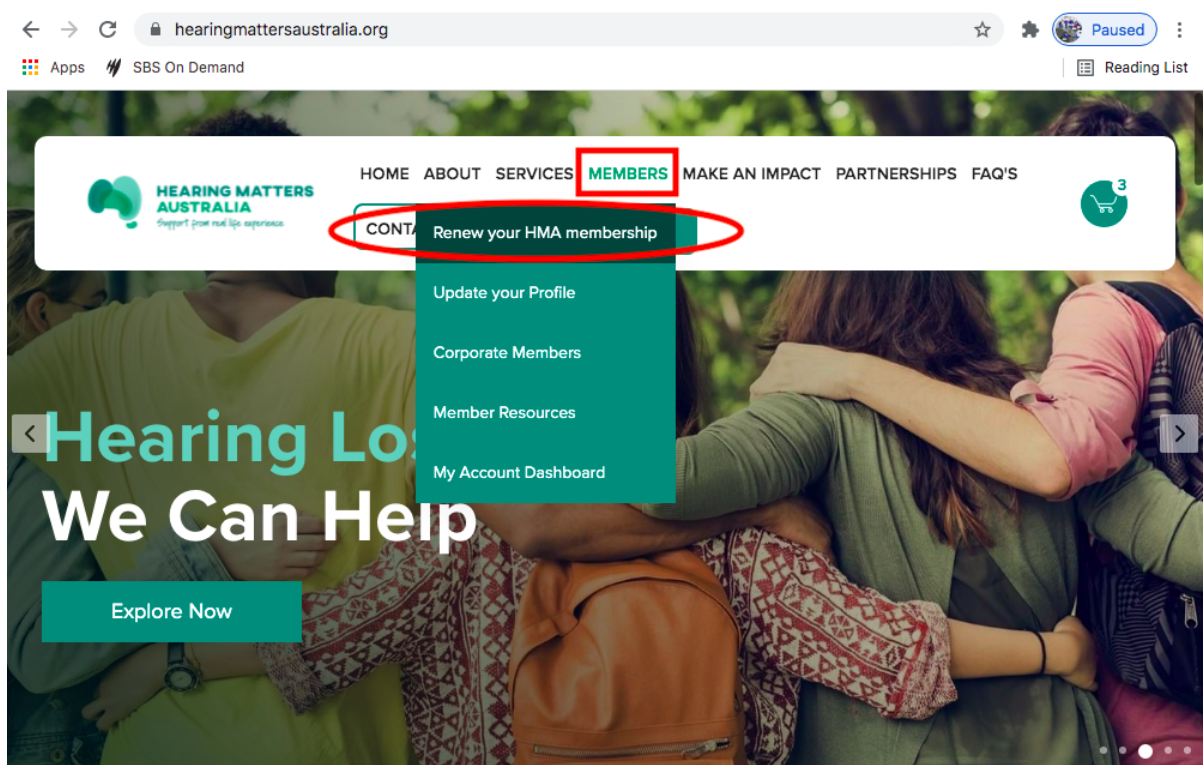 hearingmattersaustralia.org
Paused
Apps
SBS On Demand
Reading List
HOME ABOUT SERVICES MEMBERS MAKE AN IMPACT PARTNERSHIPS FAQ'S
HEARING MATTERS
AUSTRALIA
Support from real life experience
3
CONTA
Renew your HMA membership
Update your Profile
Corporate Members
Member Resources
My Account Dashboard
Hearing Los
We Can Help
Explore Now